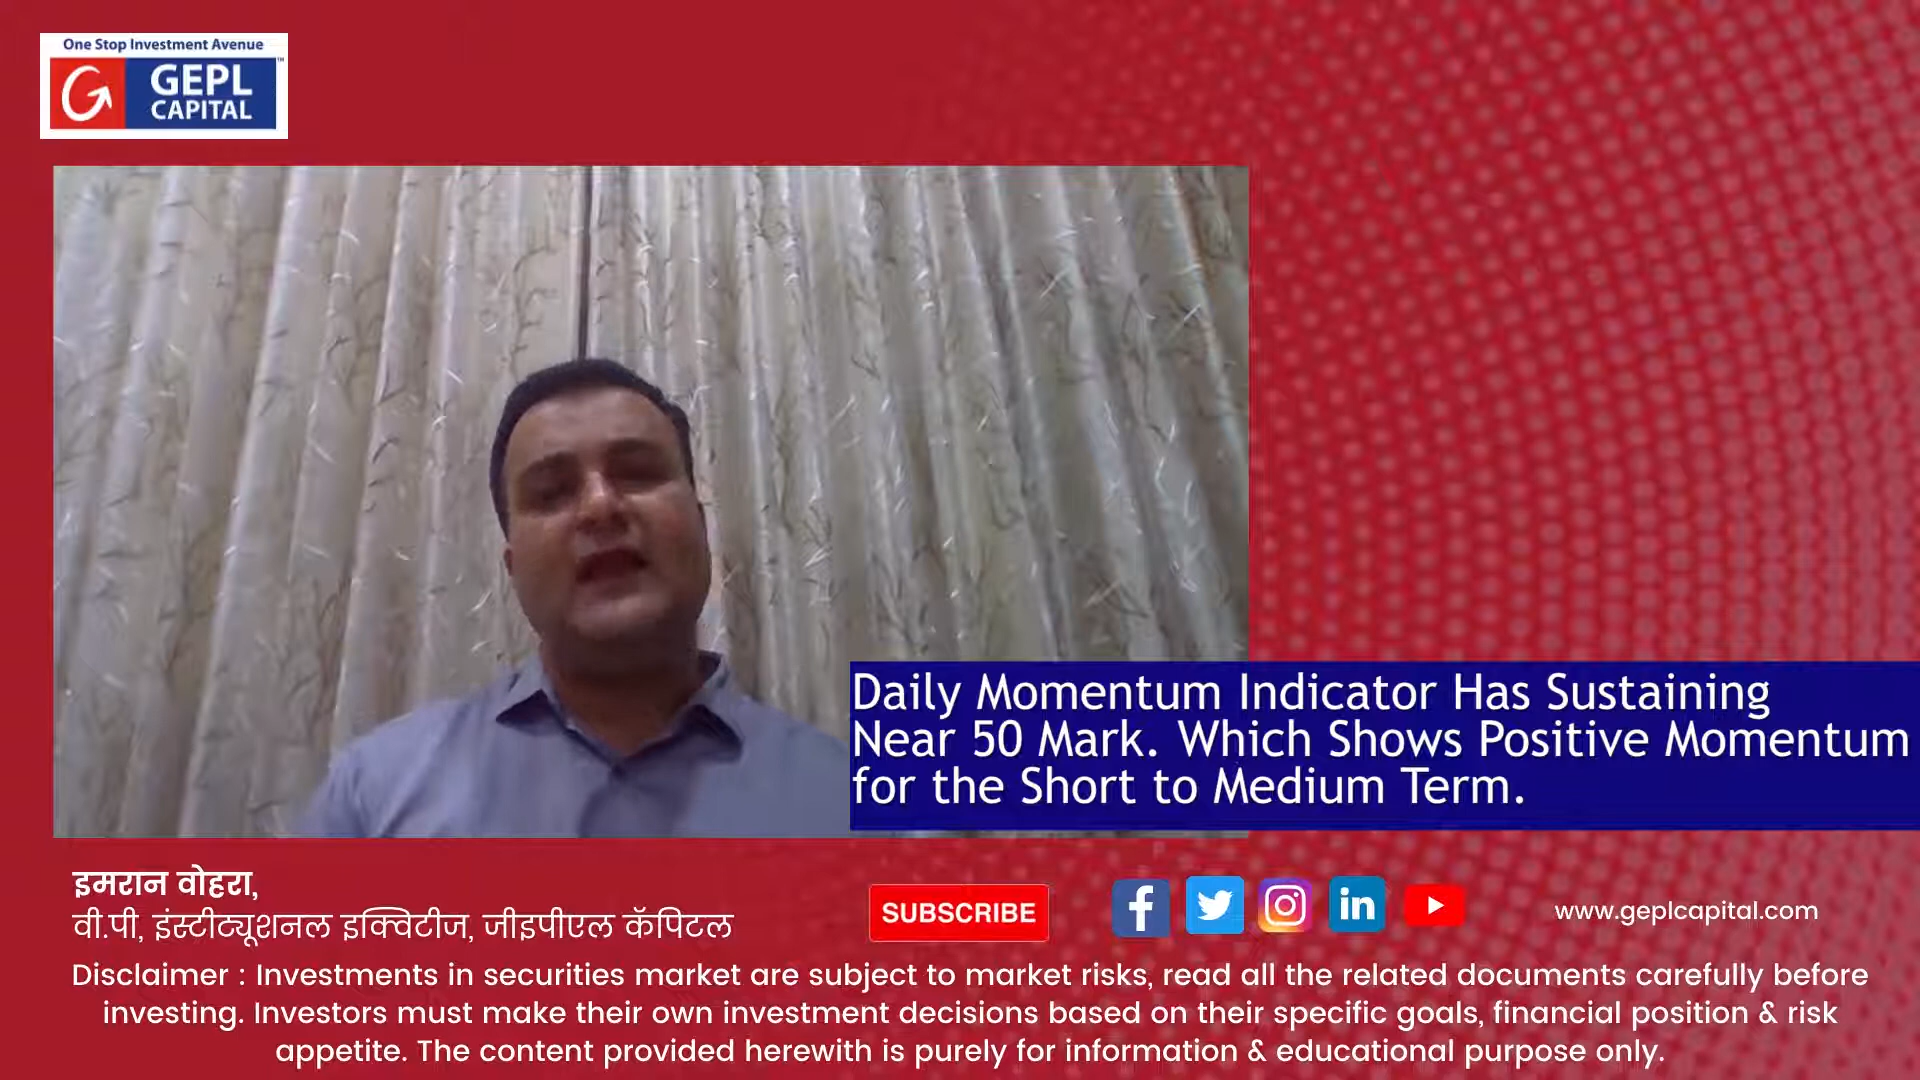 One Stop Investment Avenue
GEPL
CAPITAL
Daily Momentum Indicator Has Sustaining
Near 50 Mark. Which Shows Positive Momentum
for the Short to Medium Term.
इमरान वोहरा,
वी.पी, इंस्टीट्यूशनल इक्विटीज, जीइपीएल कॅपिटल
SUBSCRIBE
www.geplcapital.com
Disclaimer : Investments in securities market are subject to market risks, read all the related documents carefully before
investing. Investors must make their own investment decisions based on their specific goals, financial position & risk
appetite. The content provided herewith is purely for information & educational purpose only.